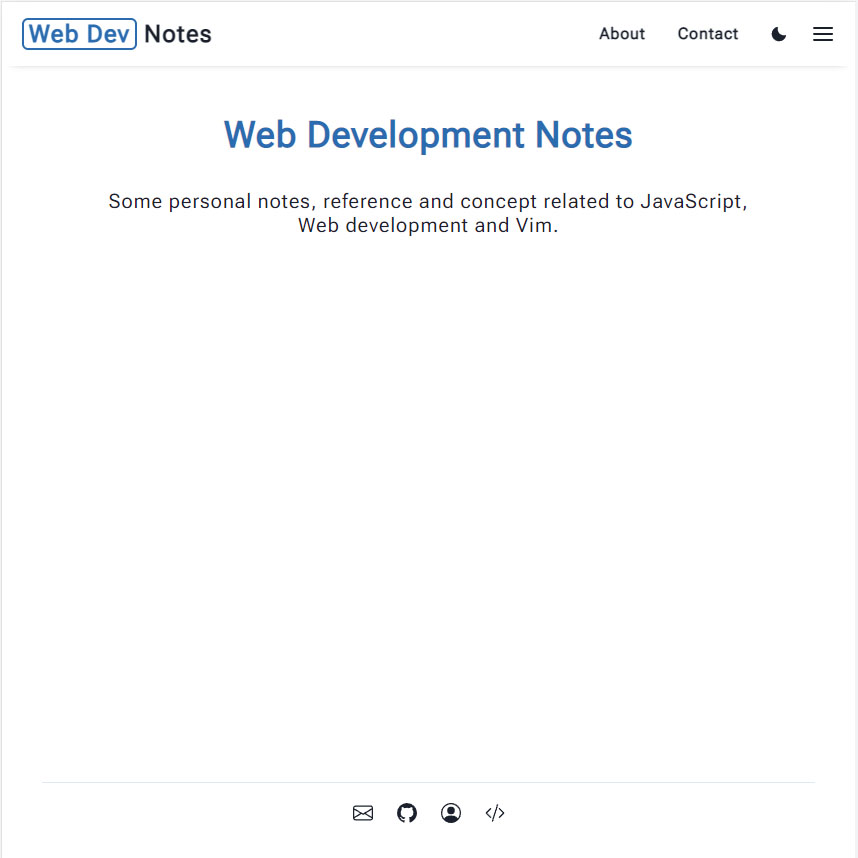 Web Dev Notes
About
Contact
Web Development Notes
Some personal notes, reference and concept related to JavaScript,
Web development and Vim.